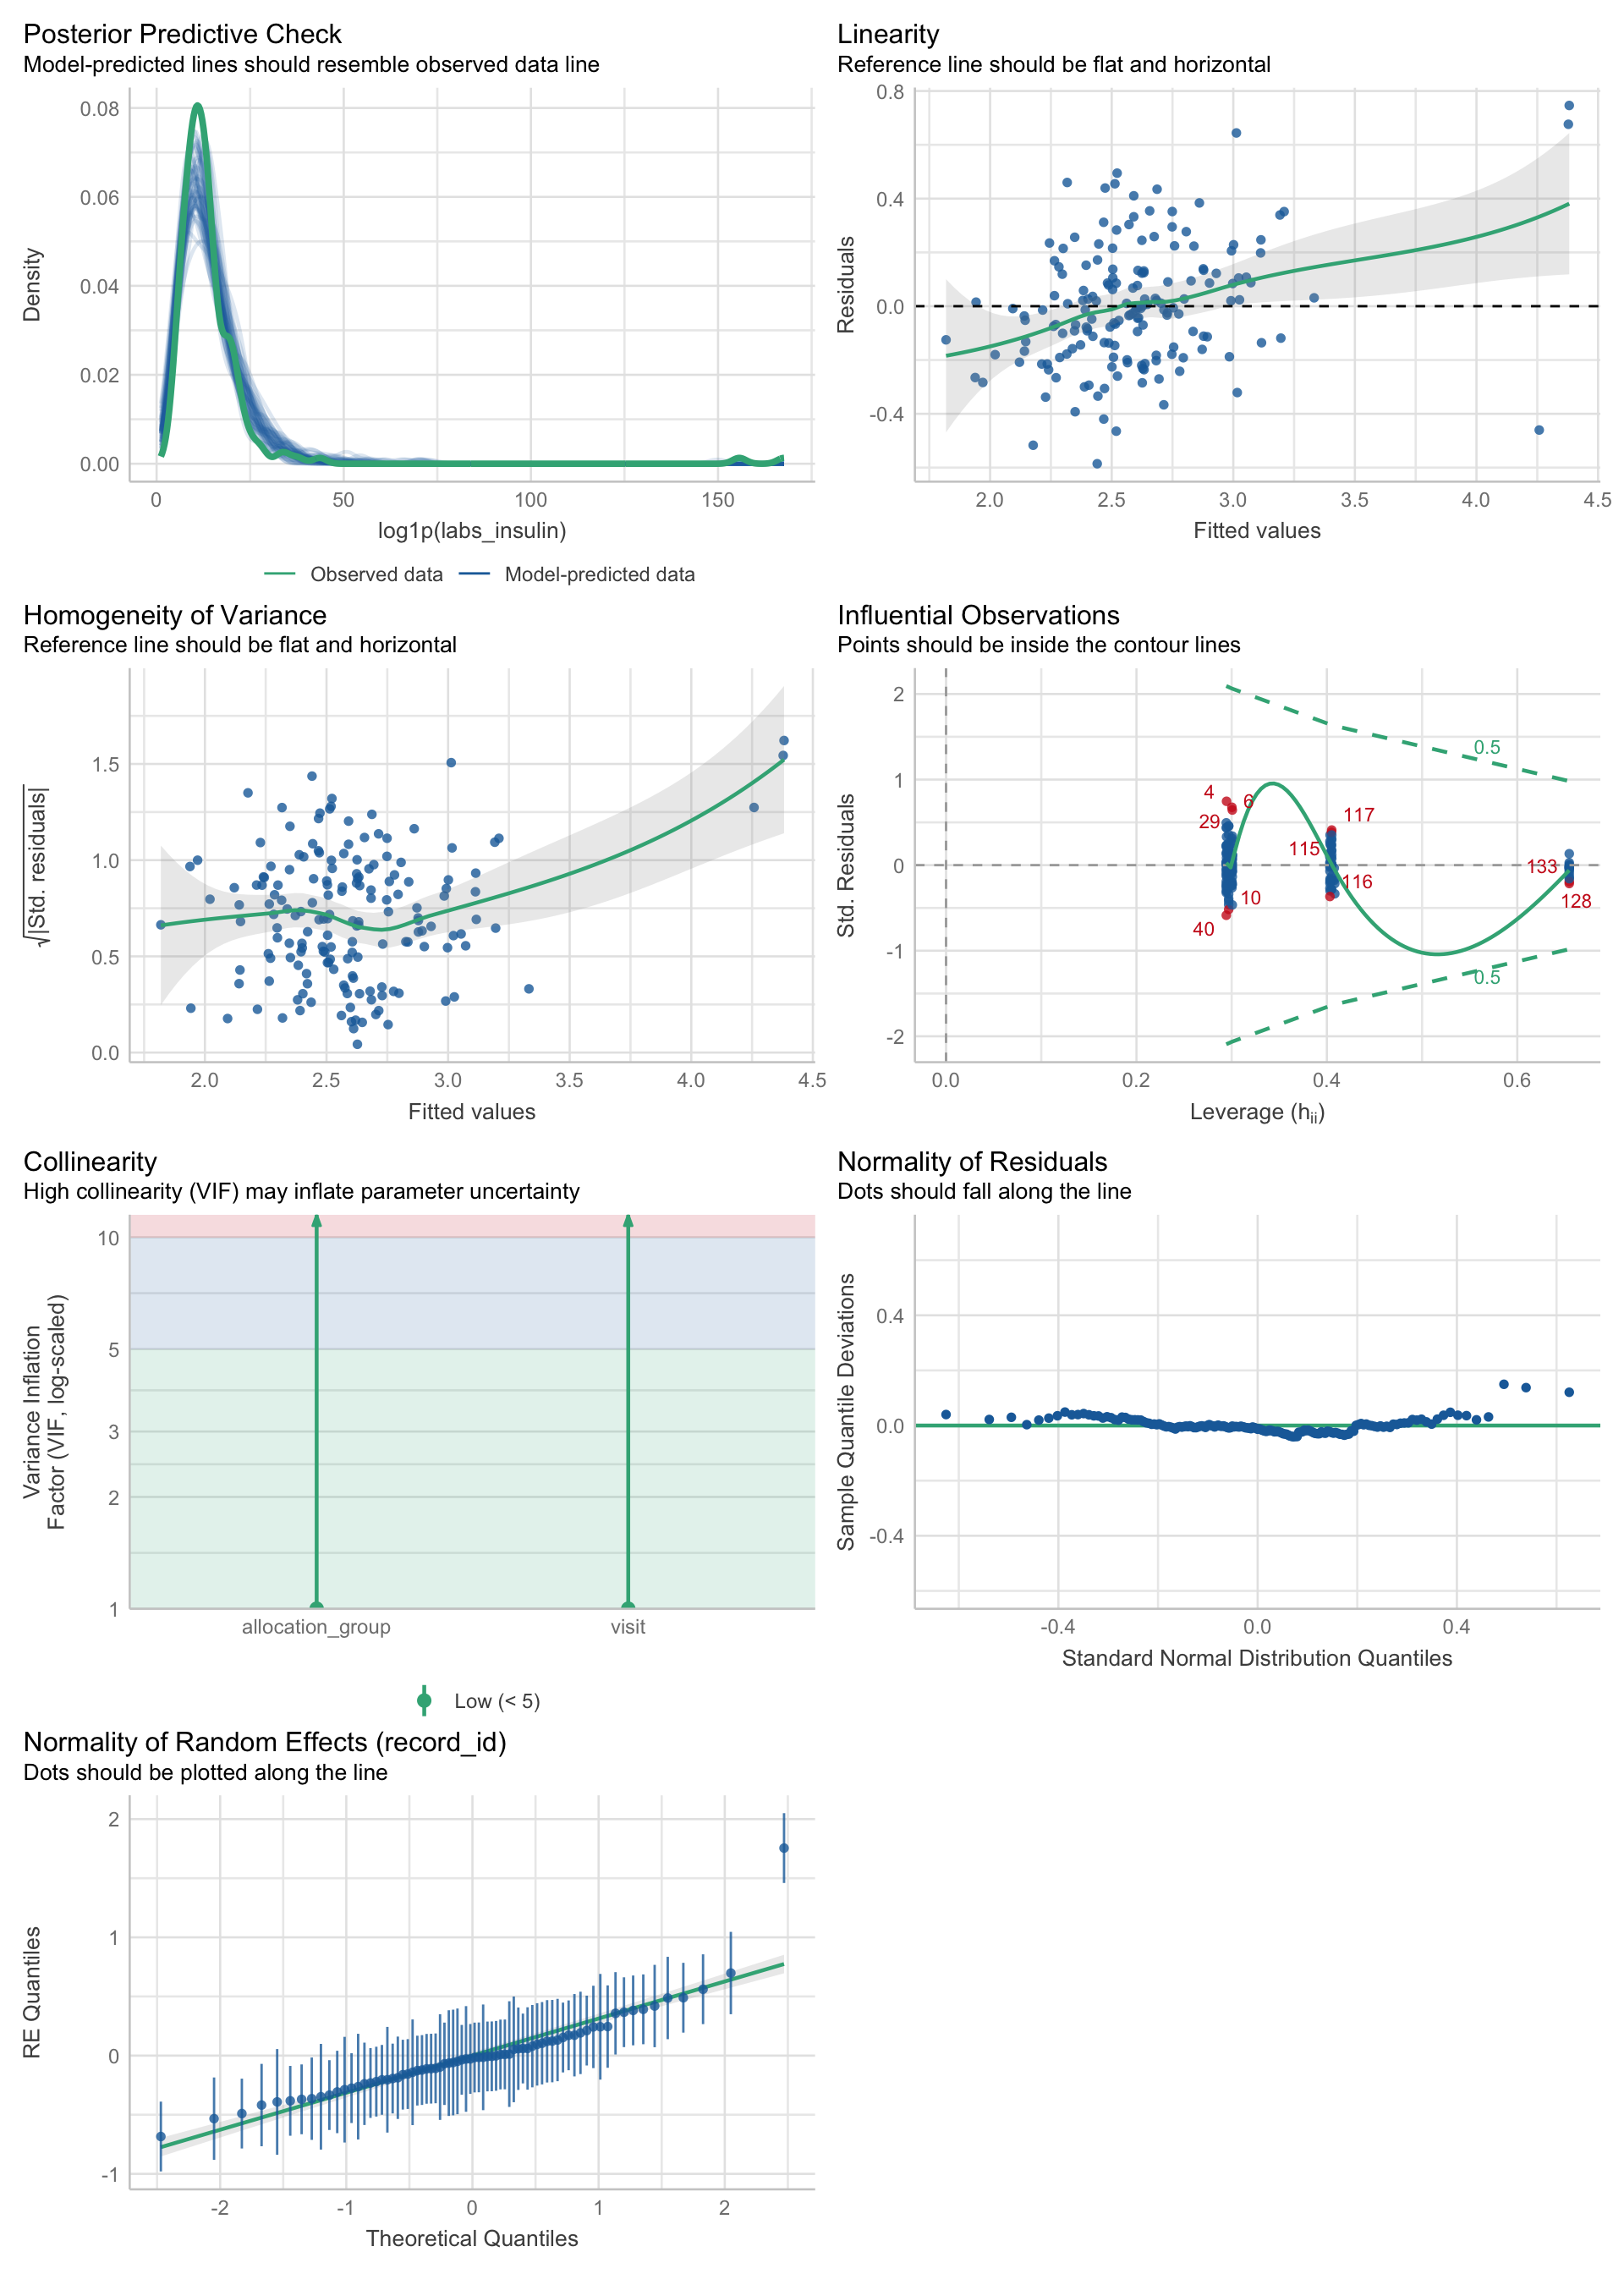 Posterior Predictive Check
Model-predicted lines should resemble observed data line
0.08
0.06
0.04
0.02
0.00
Density
0
50
100
150
log1p(labs_insulin)
Observed data
Model-predicted data
Linearity
Reference line should be flat and horizontal
0.8
0.4
0.0
-0.4
Residuals
2.0
2.5
3.0
3.5
4.0
4.5
Fitted values
Homogeneity of Variance
Reference line should be flat and horizontal
1.5
1.0
0.5
0.0
√|Std. residuals|
2.0
2.5
3.0
3.5
4.0
4.5
Fitted values
Influential Observations
Points should be inside the contour lines
2
1
0
-1
-2
Std. Residuals
0.5
4
6
29
117
115
116
133
10
128
40
0.5
0.0
0.2
0.4
0.6
Leverage (hᵢᵢ)
Collinearity
High collinearity (VIF) may inflate parameter uncertainty
10
5
3
2
1
Variance Inflation
Factor (VIF, log-scaled)
allocation_group
visit
Low (< 5)
Normality of Residuals
Dots should fall along the line
0.4
0.0
-0.4
Sample Quantile Deviations
-0.4
0.0
0.4
Standard Normal Distribution Quantiles
Normality of Random Effects (record_id)
Dots should be plotted along the line
2
1
0
-1
RE Quantiles
-2
-1
0
1
2
Theoretical Quantiles